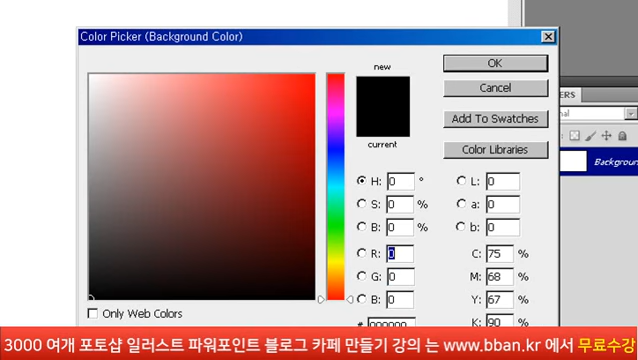 Color Picker (Background Color)
new
current
OK
Cancel
Add To Swatches
Color Libraries
H: 0 °
S: 0 %
B: 0 %
R: 0
G: 0
B: 0
L: 0
a: 0
b: 0
C: 75 %
M: 68 %
Y: 67 %
K: 90 %
# 000000
Only Web Colors
ERS
Backgroun
3000 여개 포토샵 일러스트 파워포인트 블로그 카페 만들기 강의 는 www.bban.kr 에서 무료수강